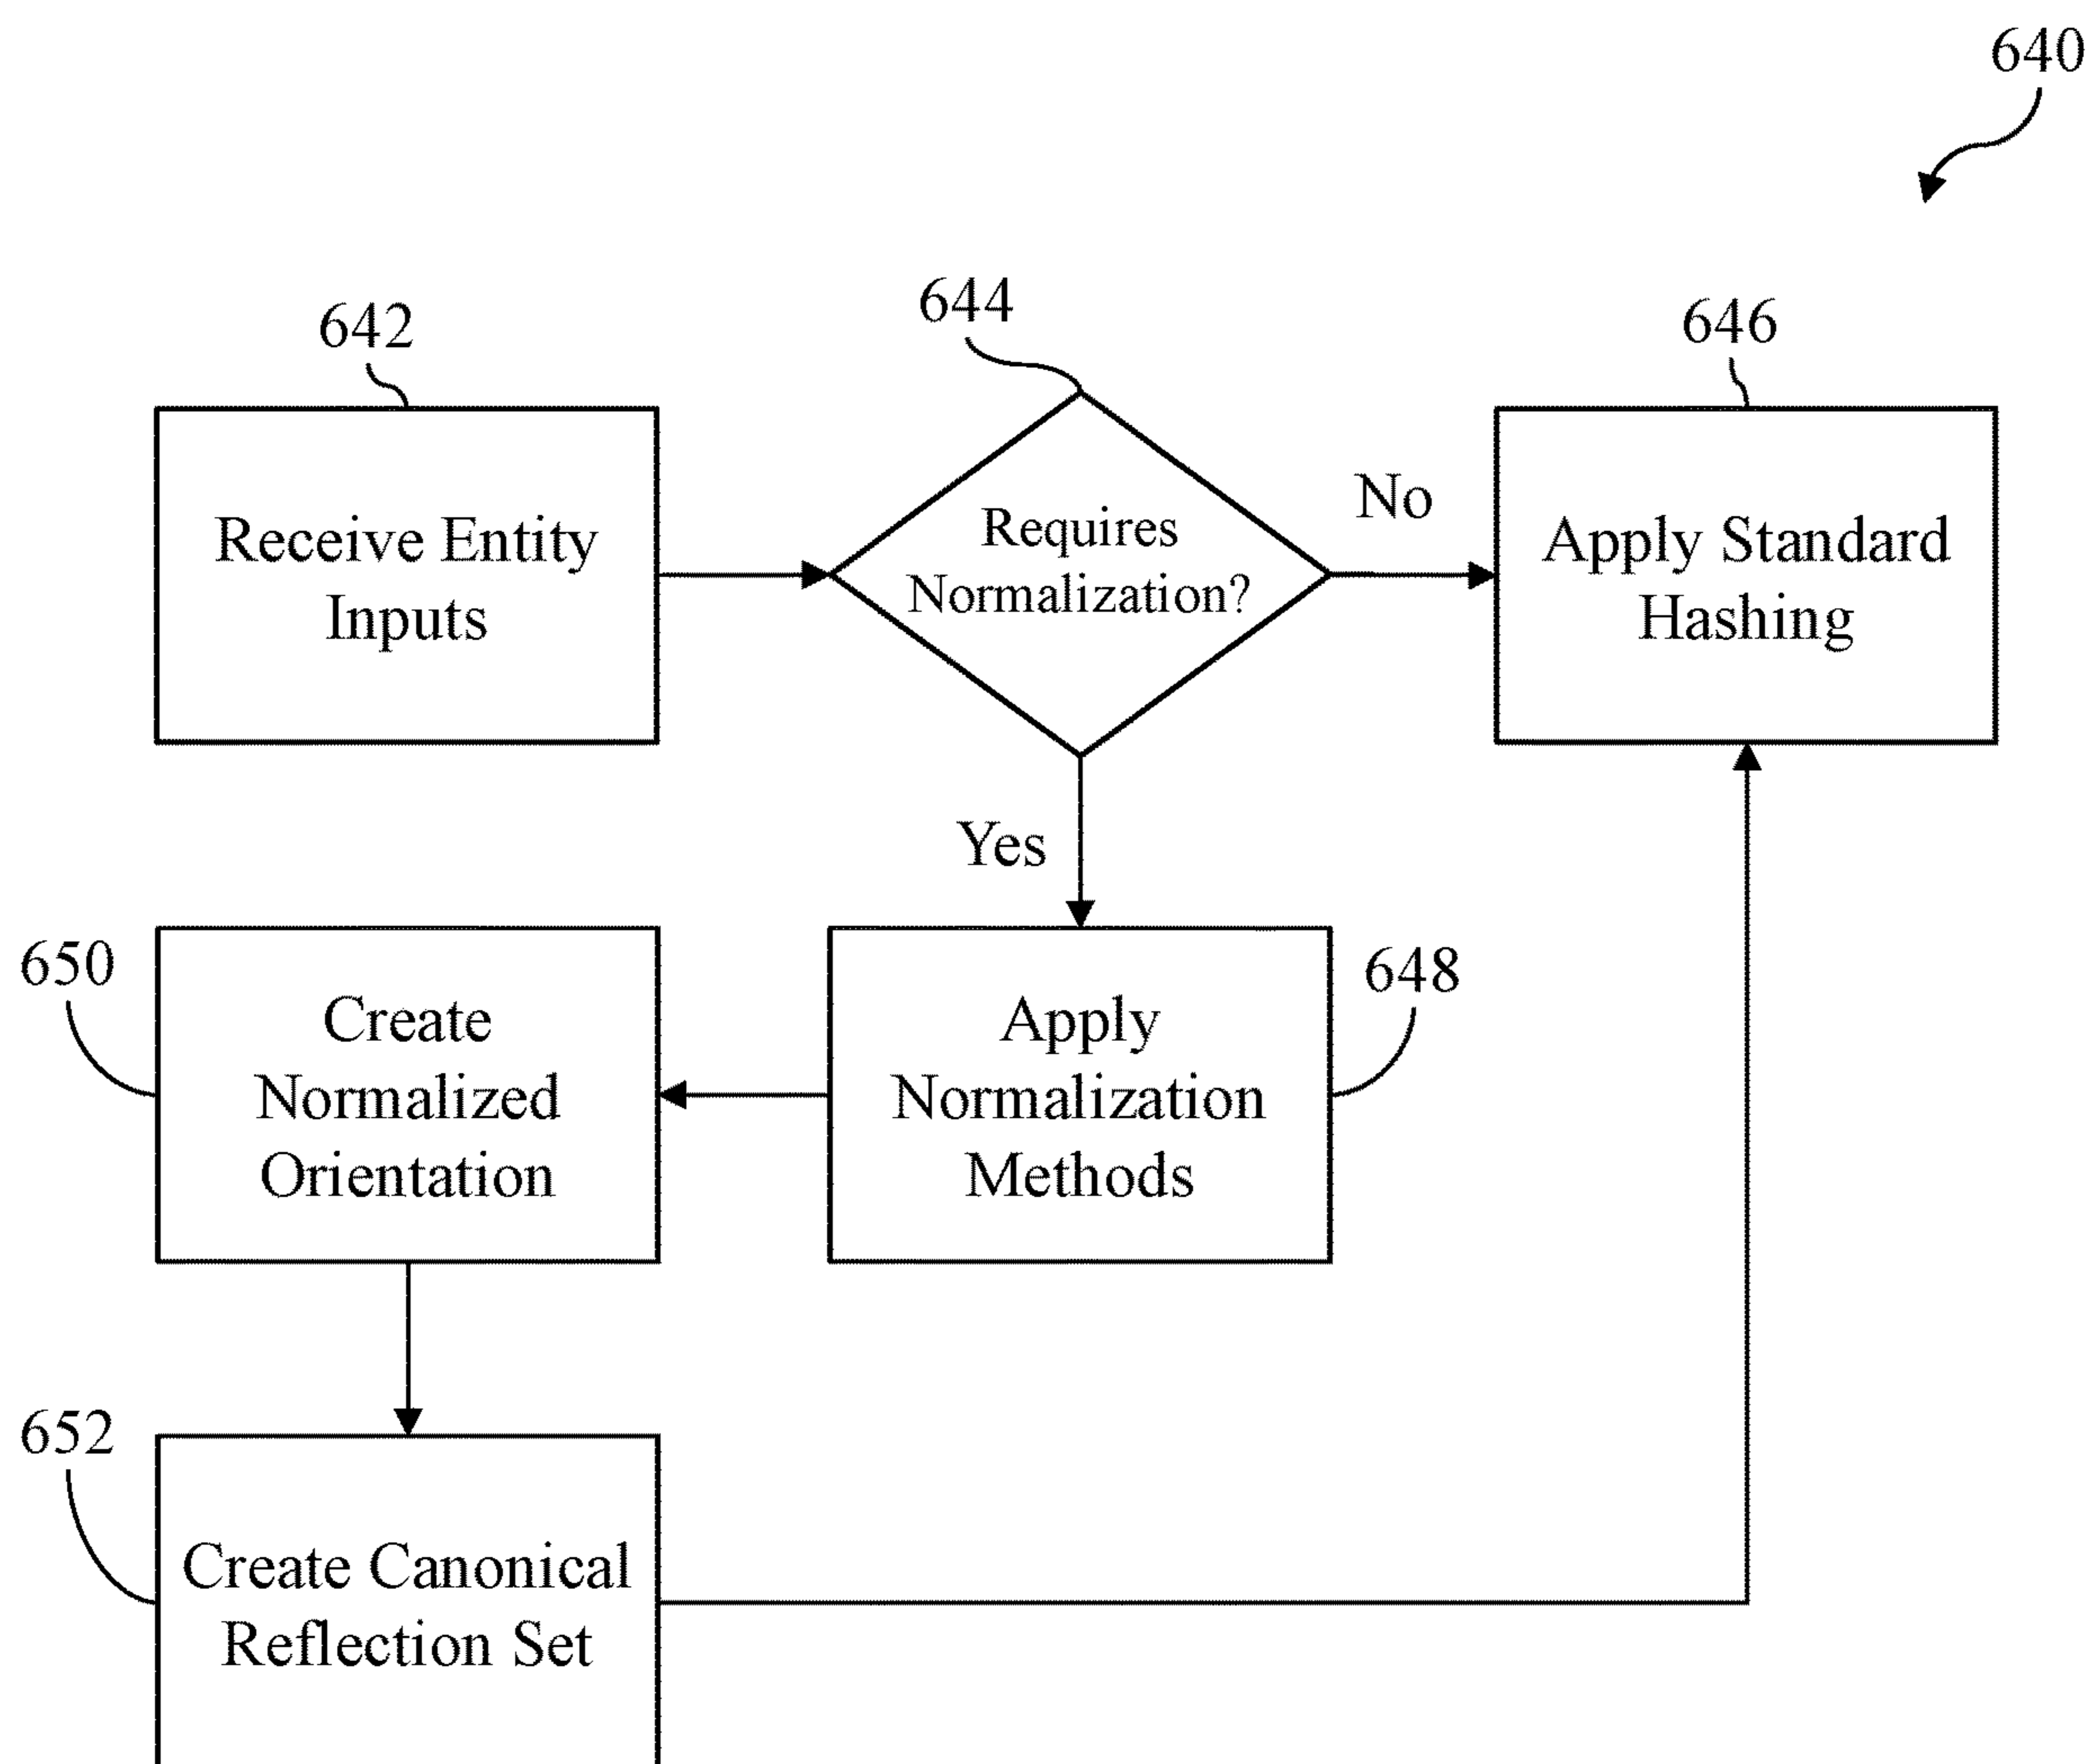 640
642
644
646
Receive Entity
Inputs
Requires
Normalization?
No
Apply Standard
Hashing
Yes
650
Create
Normalized
Orientation
Apply
Normalization
Methods
648
652
Create Canonical
Reflection Set